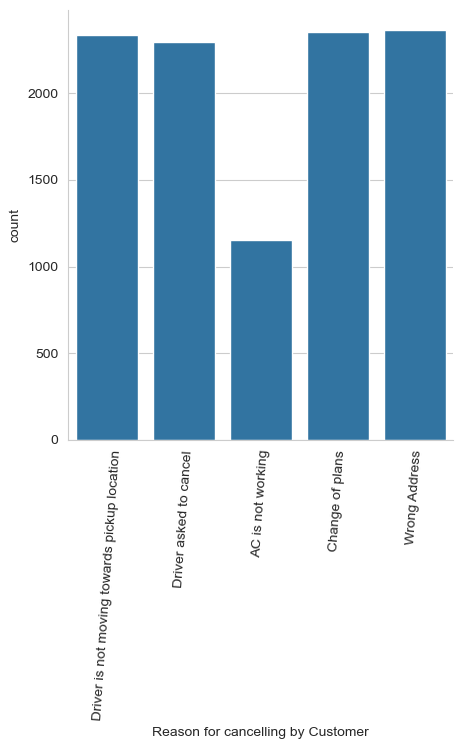 2000
1500
1000
500
0
count
Driver is not moving towards pickup location
Driver asked to cancel
AC is not working
Change of plans
Wrong Address
Reason for cancelling by Customer